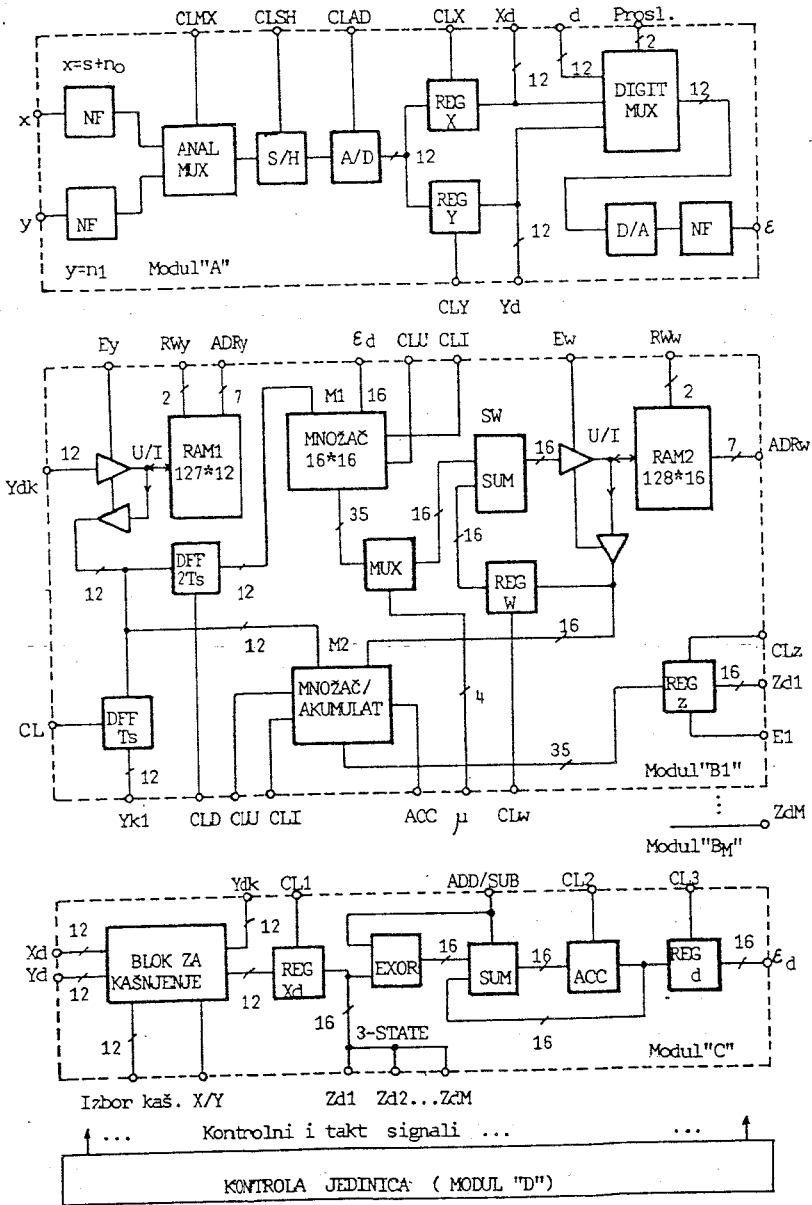 CLMX CLSH CLAD CLX Xd d Prosl.
x=s+n₀
12 12 2
x NF
REG X
DIGIT MUX
12
ANAL MUX
S/H A/D
12
y NF
REG Y
D/A NF ε
12
y=n₁ Modul"A"
CLY Yd
Ey RWy ADRy εd CLU CLI Ew RWw
2 7 M1 16 2
SW
12 U/I RAM1 127*12
MNOŽAČ 16*16
SUM
16 U/I RAM2 128*16
7 ADRw
Ydk
35 16 16
DFF 2Ts
MUX
REG W
12 12
12 M2 16
CLz
MNOŽAČ/AKUMULAT
4
REG z
16 Zd1
CL DFF Ts
35 E1
12
Modul"B1"
Yk1 CLD CLU CLI ACC μ CLw
⋮ ZdM
Modul"B_M"
Ydk CL1 ADD/SUB CL2 CL3
Xd 12 12
Yd 12
BLOK ZA KAŠNJENJE
12
REG Xd
EXOR
16 SUM
16 ACC
REG d
16 εd
16
3-STATE
12 16
Modul"C"
Izbor kaš. X/Y Zd1 Zd2...ZdM
... Kontrolni i takt signali ... ...
KONTROLA JEDINICA ( MODUL "D")